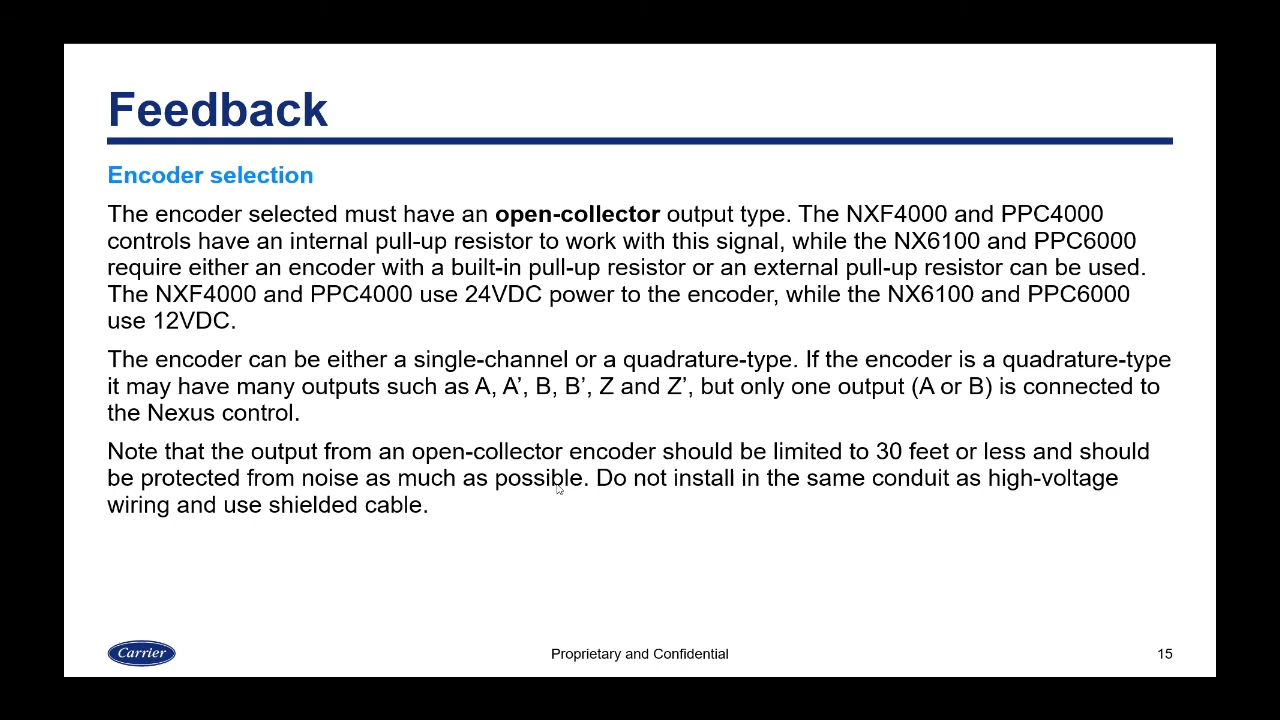 Feedback
Encoder selection
The encoder selected must have an open-collector output type. The NXF4000 and PPC4000
controls have an internal pull-up resistor to work with this signal, while the NX6100 and PPC6000
require either an encoder with a built-in pull-up resistor or an external pull-up resistor can be used.
The NXF4000 and PPC4000 use 24VDC power to the encoder, while the NX6100 and PPC6000
use 12VDC.
The encoder can be either a single-channel or a quadrature-type. If the encoder is a quadrature-type
it may have many outputs such as A, A’, B, B’, Z and Z’, but only one output (A or B) is connected to
the Nexus control.
Note that the output from an open-collector encoder should be limited to 30 feet or less and should
be protected from noise as much as possible. Do not install in the same conduit as high-voltage
wiring and use shielded cable.
Carrier
Proprietary and Confidential
15